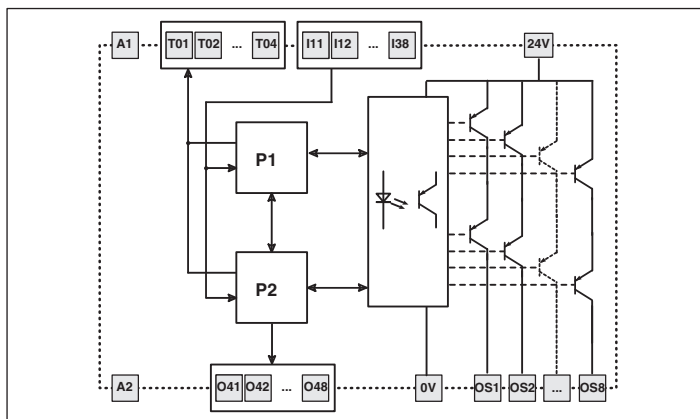 A1 T01 T02 ... T04 I11 I12 ... I38 24V
P1
P2
A2 O41 O42 ... O48 0V OS1 OS2 ... OS8